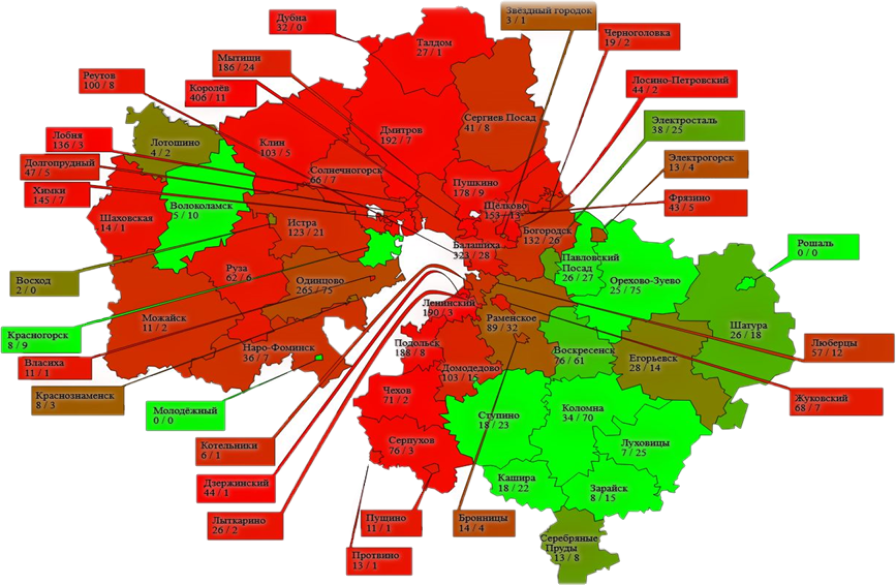 Дубна
32 / 0
Звёздный городок
3 / 1
Талдом
27 / 1
Черноголовка
19 / 2
Мытищи
186 / 24
Реутов
100 / 8
Королёв
406 / 11
Лосино-Петровский
44 / 2
Сергиев Посад
41 / 8
Электросталь
38 / 25
Лобня
136 / 3
Лотошино
4 / 2
Клин
103 / 5
Дмитров
192 / 7
Электрогорск
13 / 4
Долгопрудный
47 / 5
Солнечногорск
66 / 7
Химки
145 / 7
Пушкино
178 / 9
Фрязино
43 / 5
Волоколамск
5 / 10
Щёлково
153 / 13
Шаховская
14 / 1
Истра
123 / 21
Богородск
132 / 26
Балашиха
323 / 28
Рошаль
0 / 0
Павловский
Посад
26 / 27
Восход
2 / 0
Руза
62 / 6
Одинцово
265 / 75
Орехово-Зуево
25 / 75
Ленинский
190 / 3
Можайск
11 / 2
Раменское
89 / 32
Шатура
26 / 18
Красногорск
8 / 9
Наро-Фоминск
36 / 7
Подольск
188 / 8
Воскресенск
76 / 61
Егорьевск
28 / 14
Люберцы
57 / 12
Власиха
11 / 1
Домодедово
103 / 15
Краснознаменск
8 / 3
Чехов
71 / 2
Жуковский
68 / 7
Молодёжный
0 / 0
Ступино
18 / 23
Коломна
34 / 70
Котельники
6 / 1
Серпухов
76 / 3
Луховицы
7 / 25
Дзержинский
44 / 1
Кашира
18 / 22
Зарайск
8 / 15
Лыткарино
26 / 2
Пущино
11 / 1
Бронницы
14 / 4
Серебряные
Пруды
13 / 8
Протвино
13 / 1